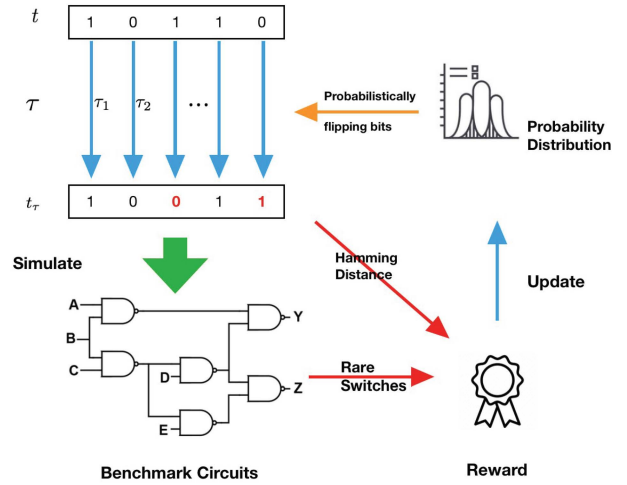 t 1 0 1 1 0
τ τ₁ τ₂ ...
Probabilistically
flipping bits
Probability
Distribution
t_τ 1 0 0 1 1
Simulate
Hamming
Distance
Update
A
B
C
D
E
Y
Z
Rare
Switches
Benchmark Circuits
Reward